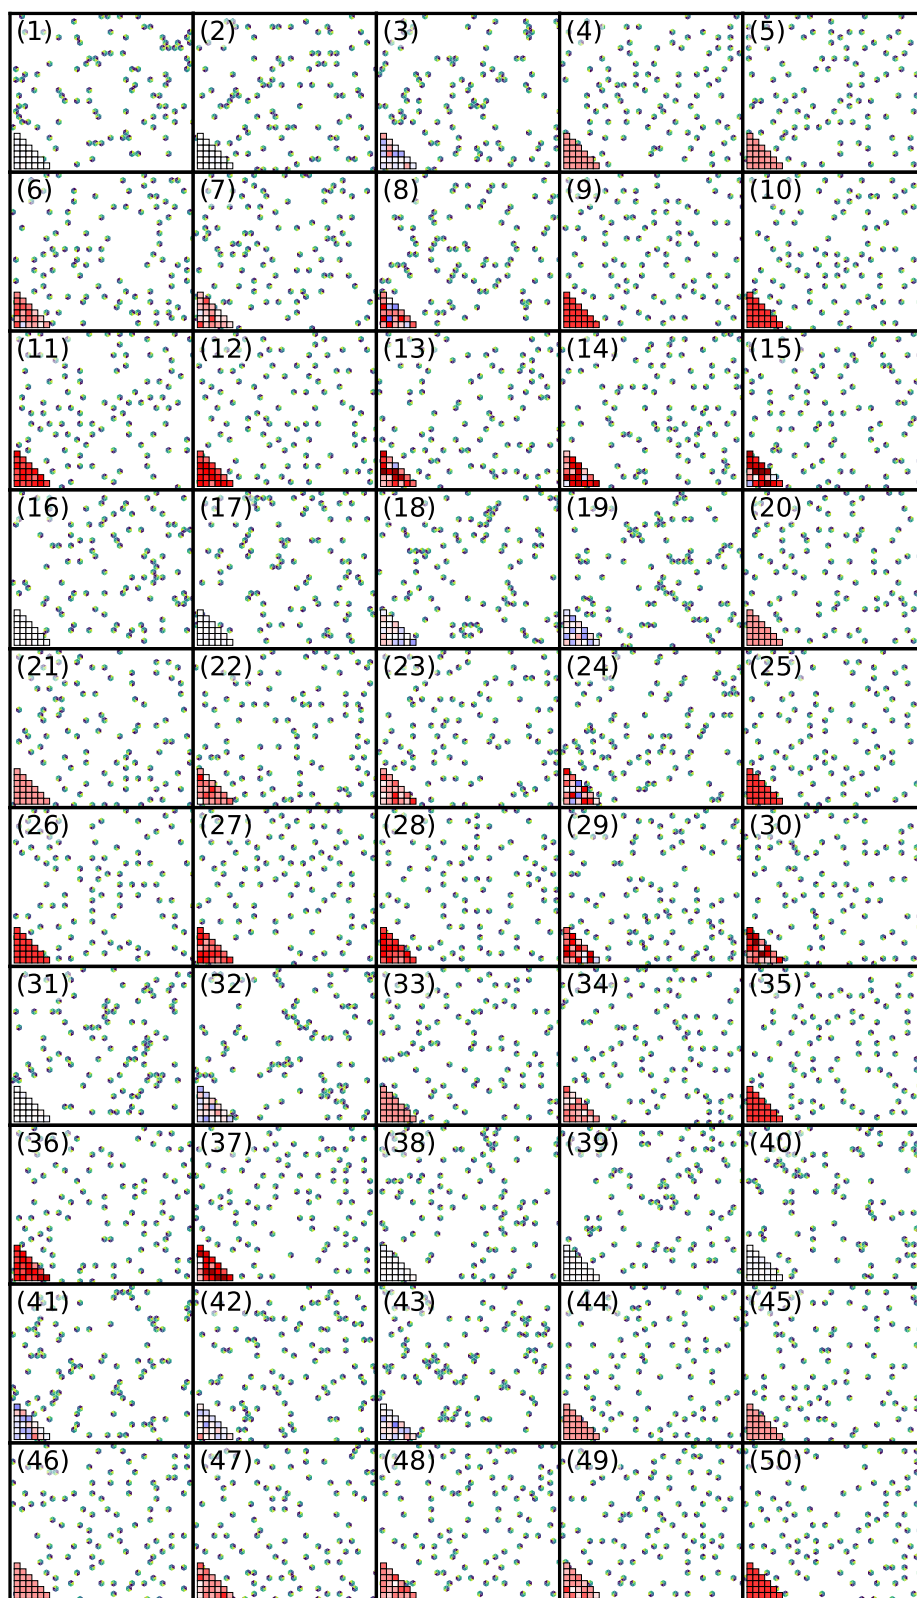 (1) (2) (3) (4) (5)
(6) (7) (8) (9) (10)
(11) (12) (13) (14) (15)
(16) (17) (18) (19) (20)
(21) (22) (23) (24) (25)
(26) (27) (28) (29) (30)
(31) (32) (33) (34) (35)
(36) (37) (38) (39) (40)
(41) (42) (43) (44) (45)
(46) (47) (48) (49) (50)